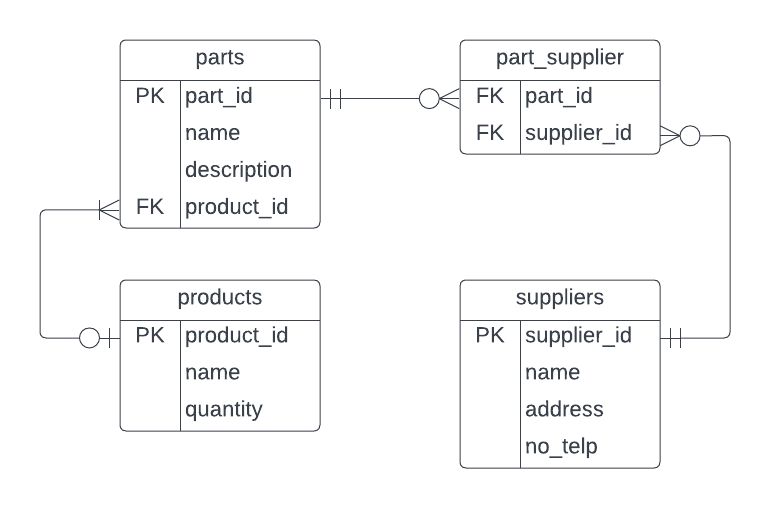 parts
PK part_id
name
description
FK product_id
part_supplier
FK part_id
FK supplier_id
products
PK product_id
name
quantity
suppliers
PK supplier_id
name
address
no_telp